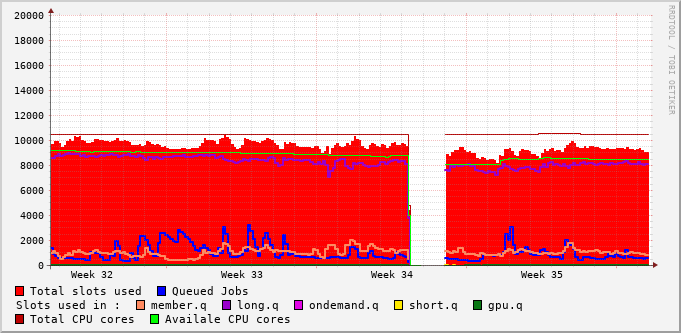 RRDTOOL / TOBI OETIKER
20000
18000
16000
14000
12000
10000
8000
6000
4000
2000
0
Week 32 Week 33 Week 34 Week 35
Total slots used Queued Jobs
Slots used in : member.q long.q ondemand.q short.q gpu.q
Total CPU cores Availale CPU cores